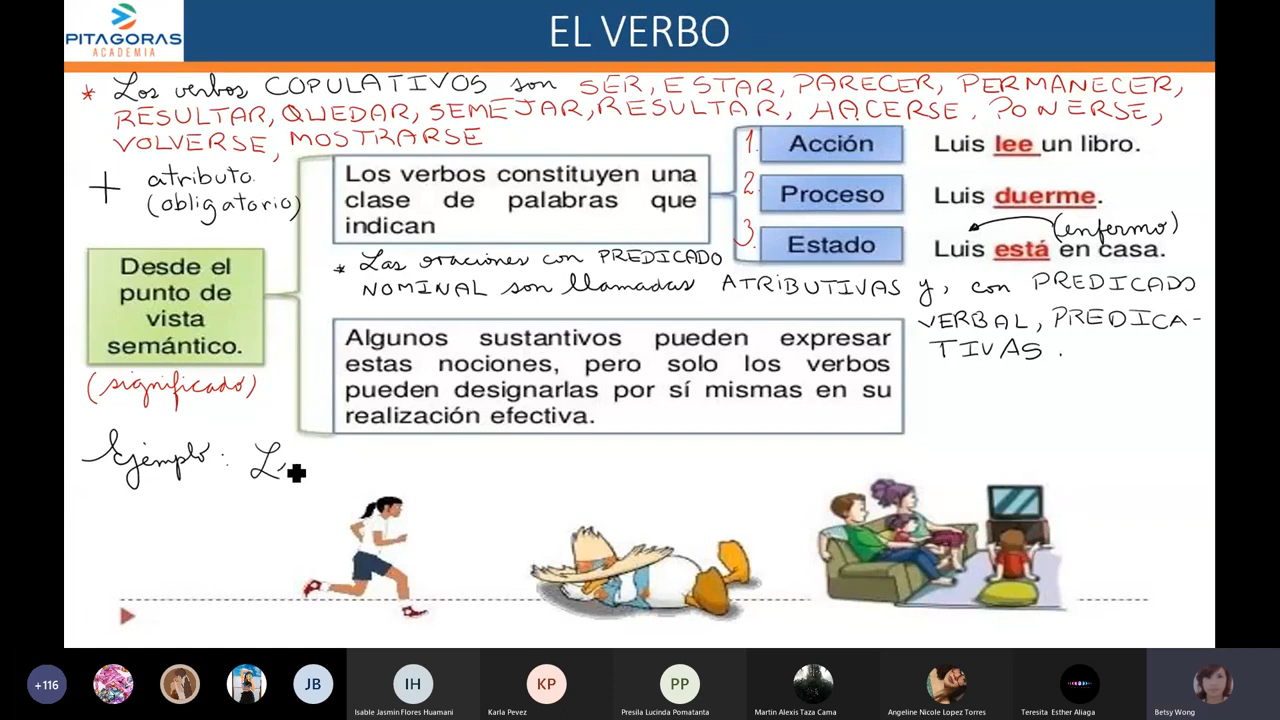 PITAGORAS
ACADEMIA
EL VERBO
* Los verbos COPULATIVOS son SER, ESTAR, PARECER, PERMANECER,
RESULTAR, QUEDAR, SEMEJAR, RESULTAR, HACERSE, PONERSE,
VOLVERSE, MOSTRARSE
+ atributo
(obligatorio)
Los verbos constituyen una
clase de palabras que
indican
1. Acción
Luis lee un libro.
2. Proceso
Luis duerme.
(enfermo)
3. Estado
Luis está en casa.
Desde el
punto de
vista
semántico.
(significado)
* Las oraciones con PREDICADO
NOMINAL son llamadas ATRIBUTIVAS y, con PREDICADO
VERBAL, PREDICA-
TIVAS.
Algunos sustantivos pueden expresar
estas nociones, pero solo los verbos
pueden designarlas por sí mismas en su
realización efectiva.
Ejemplo: L
+116
JB
IH
KP
PP
Isable Jasmin Flores Huamani
Karla Pevez
Presila Lucinda Pomatanta
Martin Alexis Taza Cama
Angeline Nicole Lopez Torres
Teresita Esther Aliaga
Betsy Wong